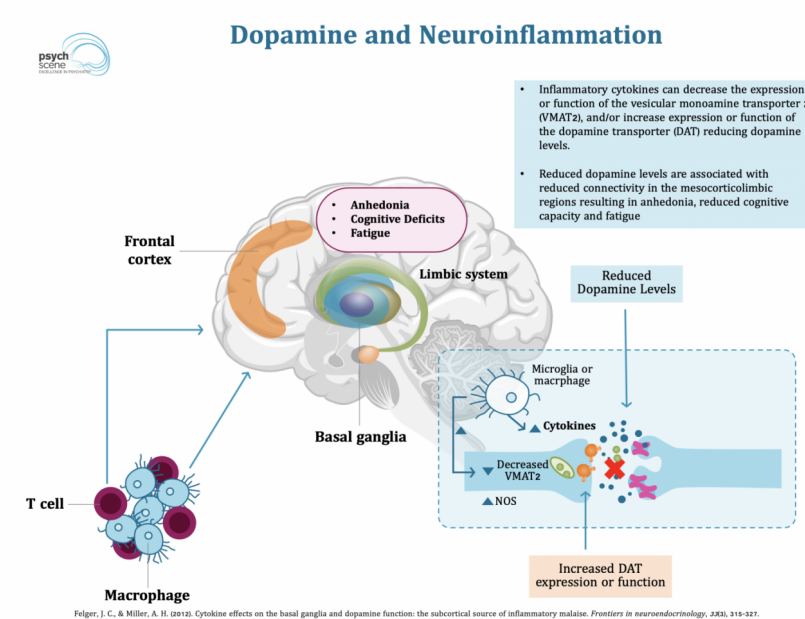 Dopamine and Neuroinflammation
psych
scene
EXCELLENCE IN PSYCHIATRY
• Inflammatory cytokines can decrease the expression
or function of the vesicular monoamine transporter
(VMAT2), and/or increase expression or function of
the dopamine transporter (DAT) reducing dopamine
levels.
• Reduced dopamine levels are associated with
reduced connectivity in the mesocorticolimbic
regions resulting in anhedonia, reduced cognitive
capacity and fatigue
• Anhedonia
• Cognitive Deficits
• Fatigue
Frontal
cortex
Limbic system
Reduced
Dopamine Levels
Microglia or
macrphage
Cytokines
Basal ganglia
Decreased
VMAT2
NOS
T cell
Increased DAT
expression or function
Macrophage
Felger, J. C., & Miller, A. H. (2012). Cytokine effects on the basal ganglia and dopamine function: the subcortical source of inflammatory malaise. Frontiers in neuroendocrinology, 33(3), 315-327.